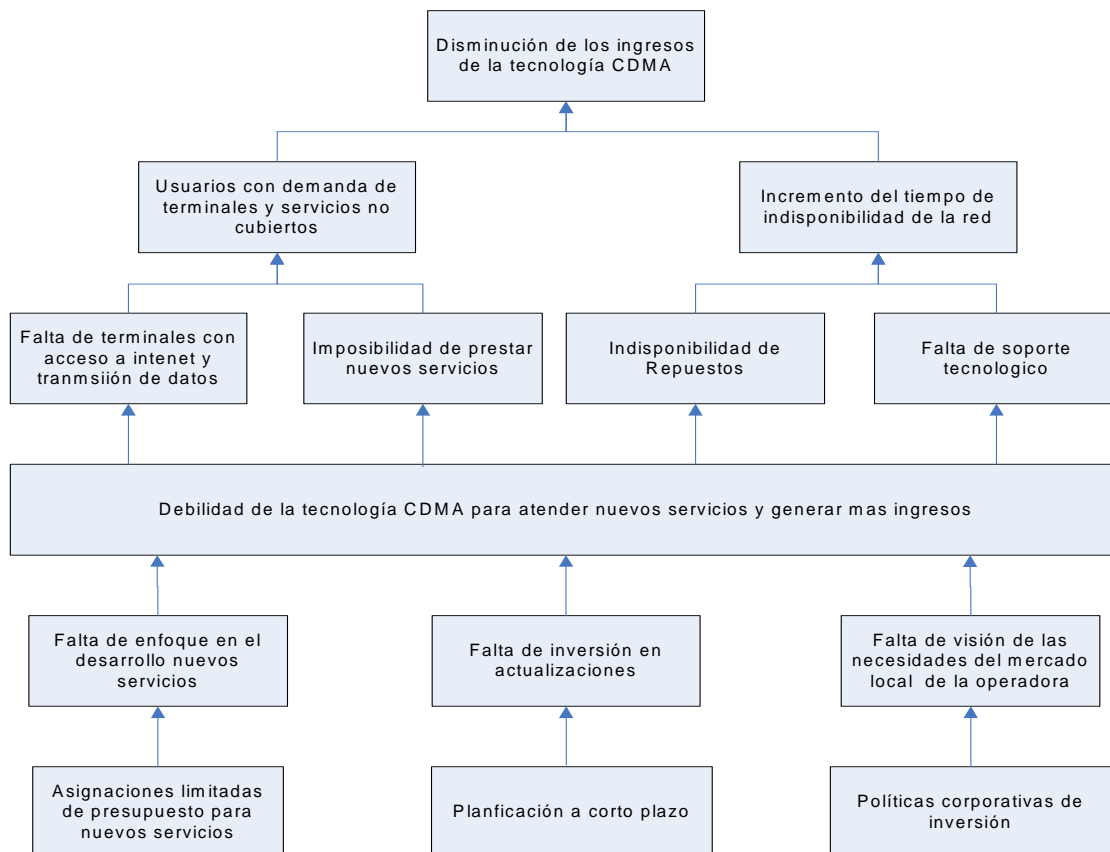 Disminución de los ingresos
de la tecnología CDMA
Usuarios con demanda de
terminales y servicios no
cubiertos
Incremento del tiempo de
indisponibilidad de la red
Falta de terminales con
acceso a intenet y
tranmsiión de datos
Imposibilidad de prestar
nuevos servicios
Indisponibilidad de
Repuestos
Falta de soporte
tecnologico
Debilidad de la tecnología CDMA para atender nuevos servicios y generar mas ingresos
Falta de enfoque en el
desarrollo nuevos
servicios
Falta de inversión en
actualizaciones
Falta de visión de las
necesidades del mercado
local de la operadora
Asignaciones limitadas
de presupuesto para
nuevos servicios
Planficación a corto plazo
Políticas corporativas de
inversión